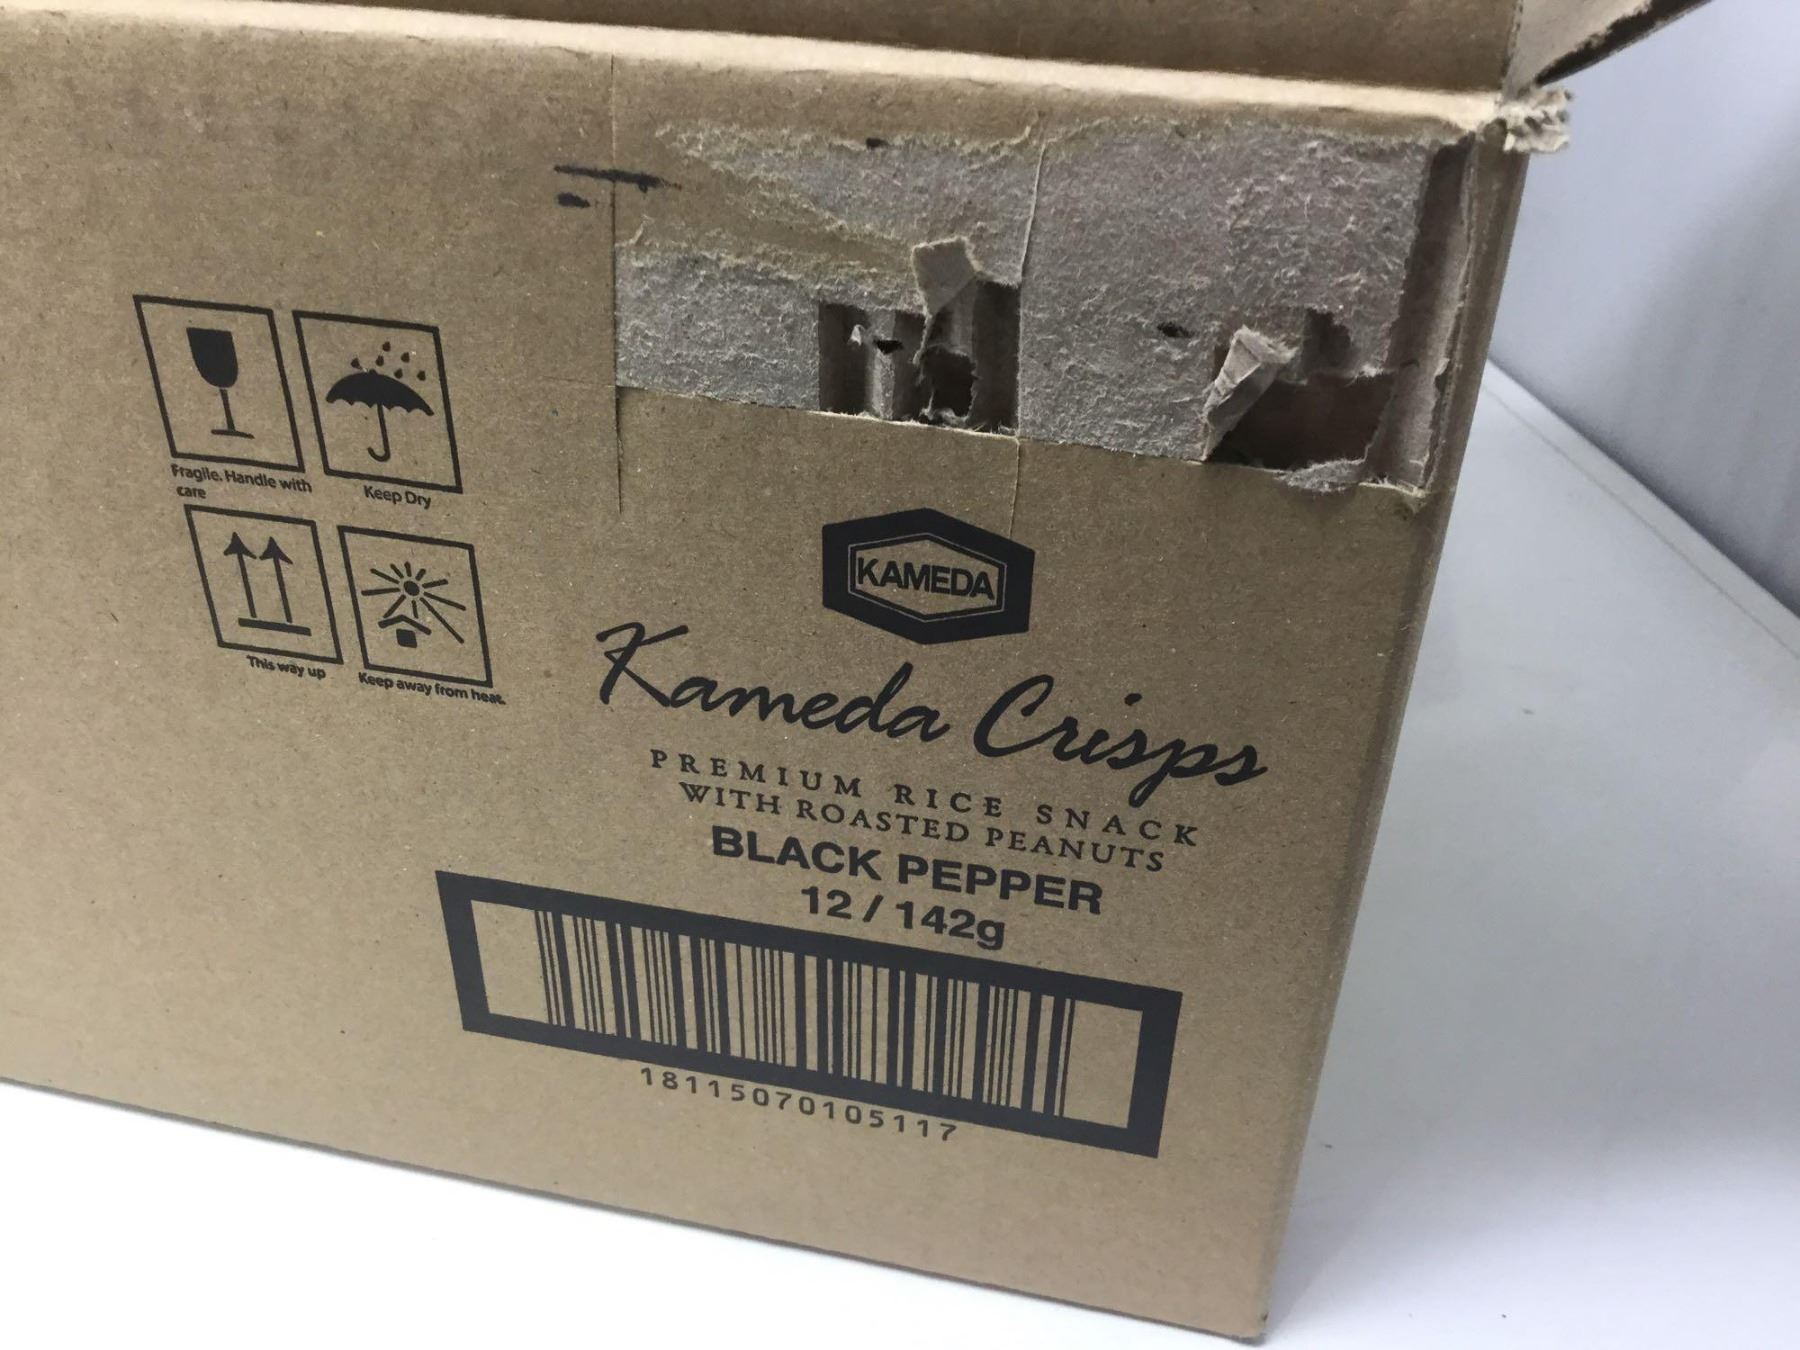 Fragile. Handle with
care
Keep Dry
This way up
Keep away from heat.
KAMEDA
Kameda Crisps
PREMIUM RICE SNACK
WITH ROASTED PEANUTS
BLACK PEPPER
12 / 142g
18115070105117